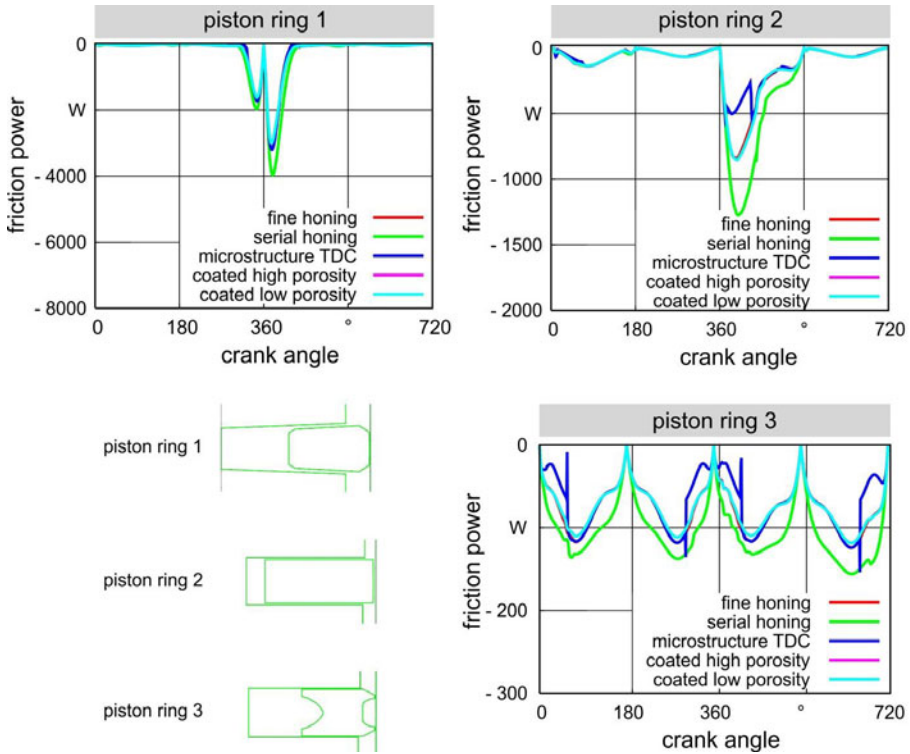 piston ring 1
0
W
- 4000
- 6000
- 8000
friction power
fine honing
serial honing
microstructure TDC
coated high porosity
coated low porosity
0 180 360 ° 720
crank angle
piston ring 2
0
W
- 1000
- 1500
- 2000
friction power
fine honing
serial honing
microstructure TDC
coated high porosity
coated low porosity
0 180 360 ° 720
crank angle
piston ring 1
piston ring 2
piston ring 3
piston ring 3
0
W
- 200
- 300
friction power
fine honing
serial honing
microstructure TDC
coated high porosity
coated low porosity
0 180 360 ° 720
crank angle